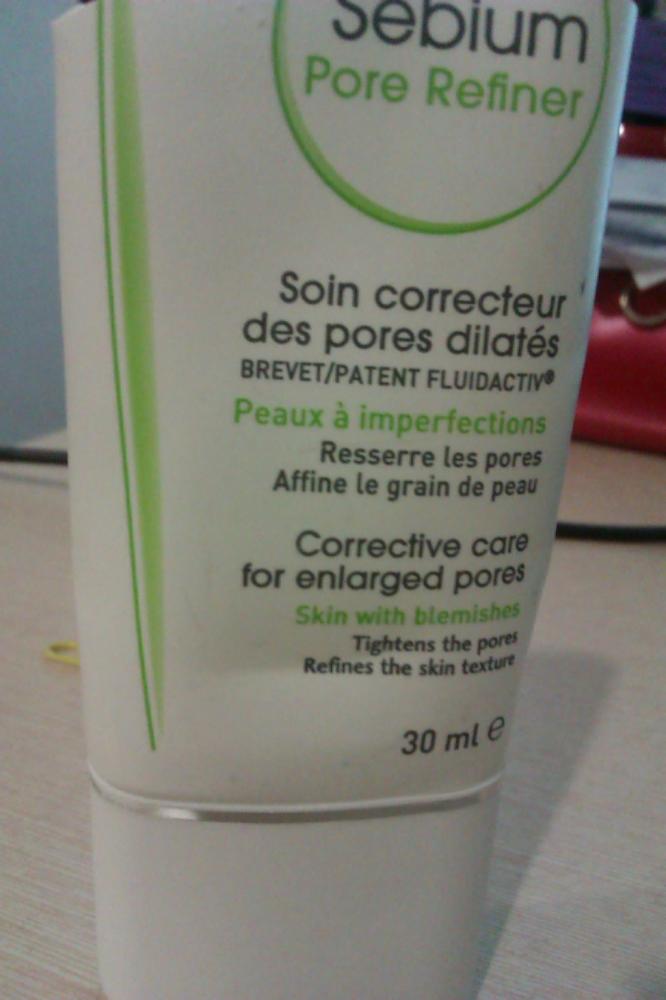 Sébium
Pore Refiner
Soin correcteur
des pores dilatés
BREVET/PATENT FLUIDACTIV®
Peaux à imperfections
Resserre les pores
Affine le grain de peau
Corrective care
for enlarged pores
Skin with blemishes
Tightens the pores
Refines the skin texture
30 ml ℮